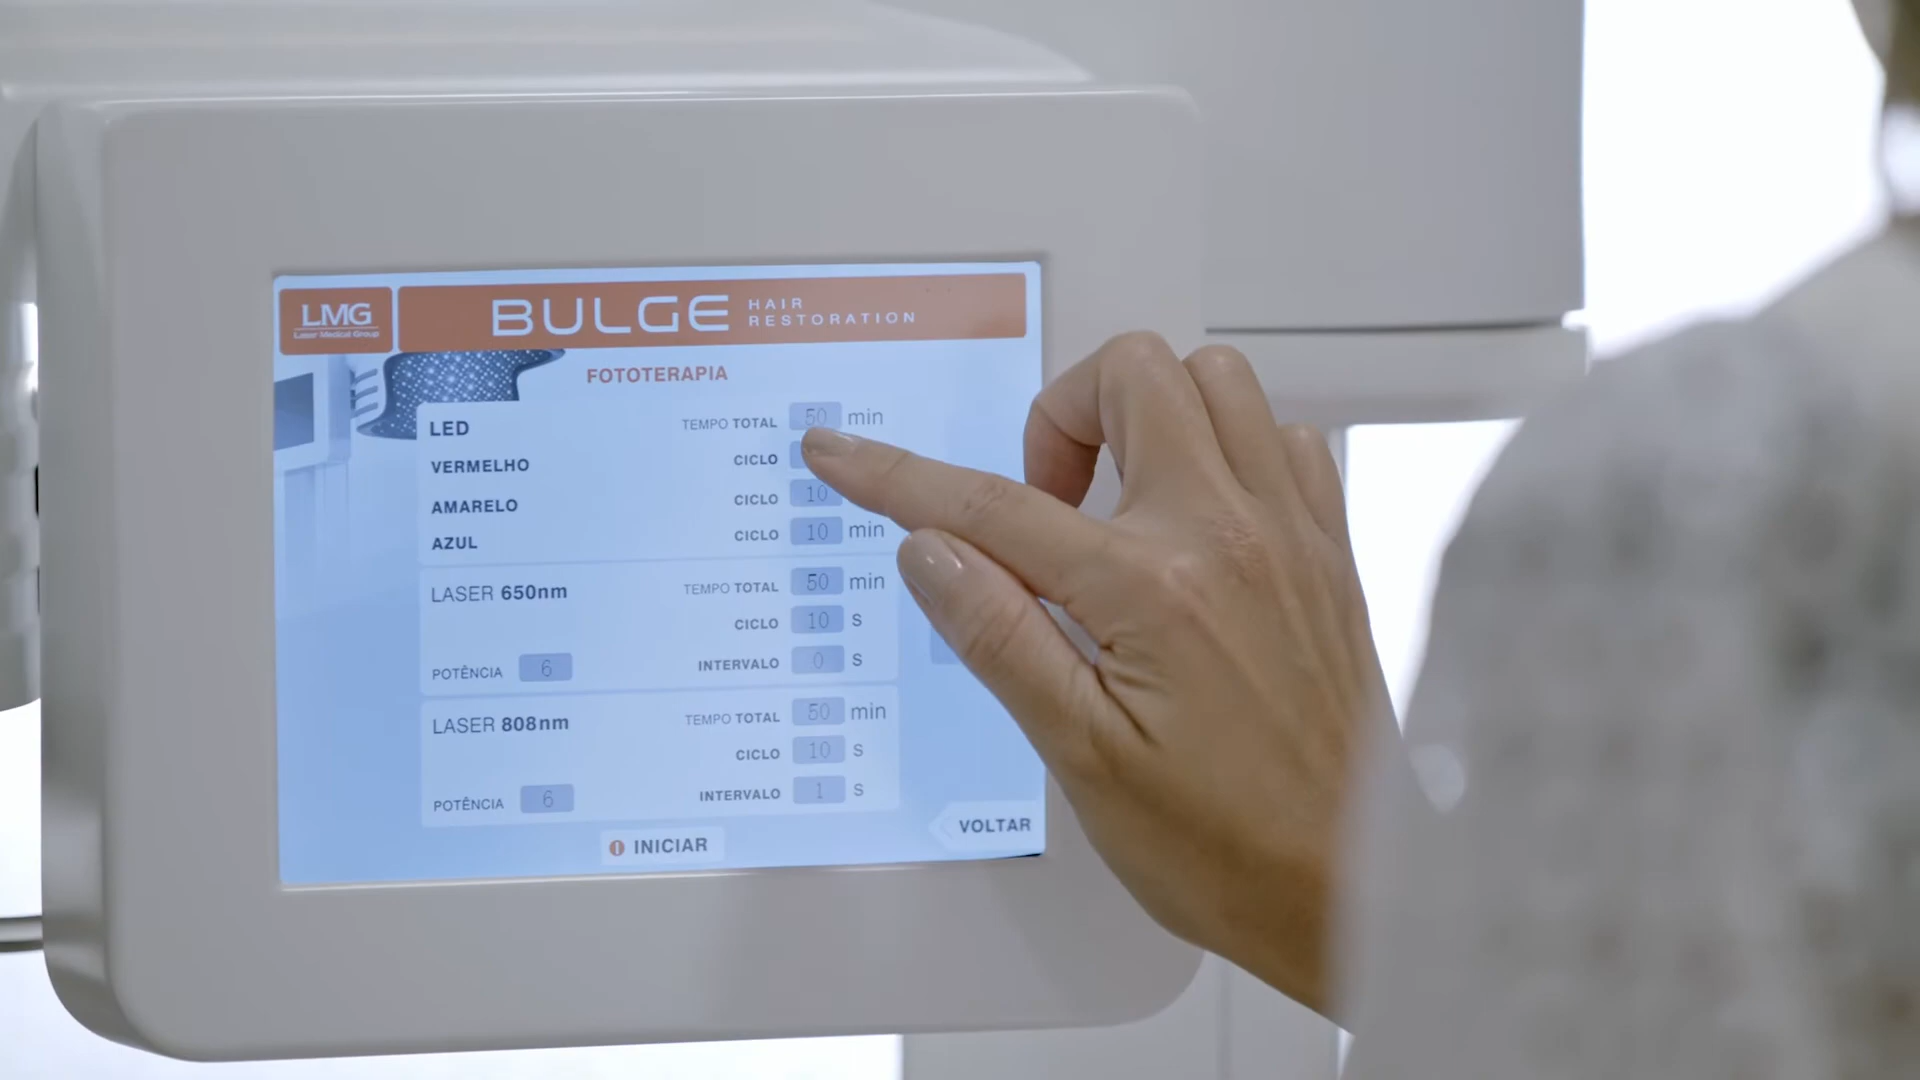 LMG
Laser Medical Group
BULGE HAIR
RESTORATION
FOTOTERAPIA
LED TEMPO TOTAL 50 min
VERMELHO CICLO
AMARELO CICLO 10
AZUL CICLO 10 min
LASER 650nm TEMPO TOTAL 50 min
CICLO 10 S
POTÊNCIA 6 INTERVALO 0 S
LASER 808nm TEMPO TOTAL 50 min
CICLO 10 S
POTÊNCIA 6 INTERVALO 1 S
INICIAR
VOLTAR